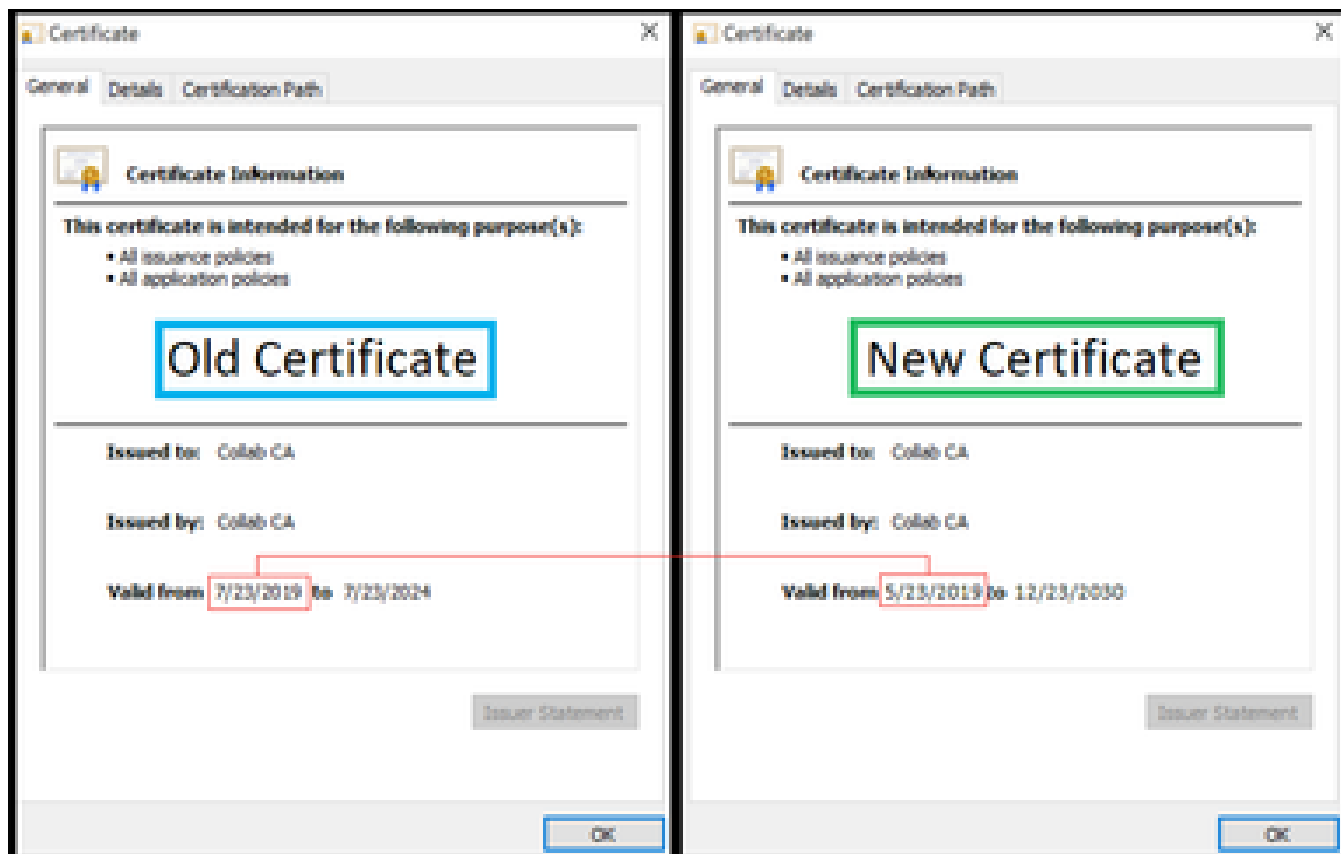 Certificate
General Details Certification Path
Certificate Information
This certificate is intended for the following purpose(s):
• All issuance policies
• All application policies
Old Certificate
Issued to: Collab CA
Issued by: Collab CA
Valid from 7/23/2019 to 7/23/2024
Issuer Statement
OK
Certificate
General Details Certification Path
Certificate Information
This certificate is intended for the following purpose(s):
• All issuance policies
• All application policies
New Certificate
Issued to: Collab CA
Issued by: Collab CA
Valid from 5/23/2019 to 12/23/2030
Issuer Statement
OK